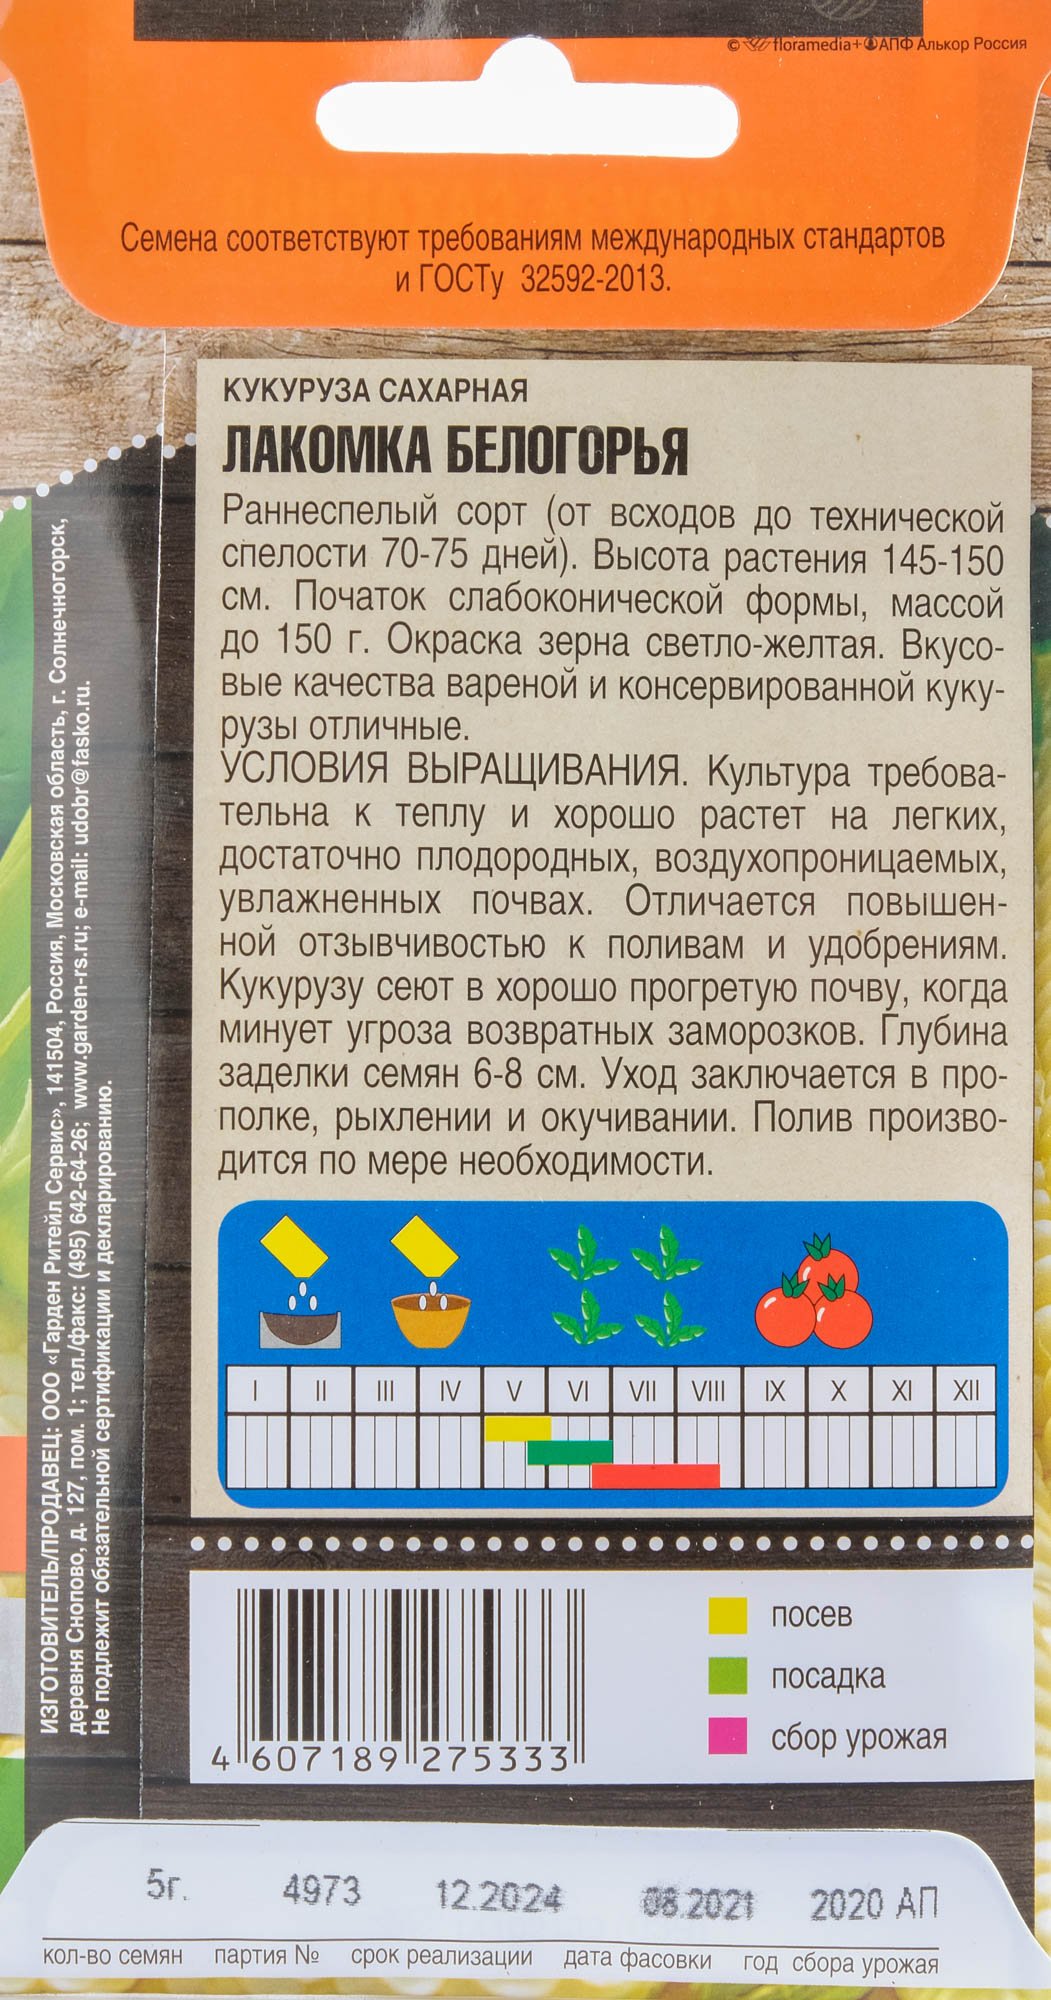 © floramedia+ АПФ Алькор Россия
Семена соответствуют требованиям международных стандартов
и ГОСТу 32592-2013.
КУКУРУЗА САХАРНАЯ
ЛАКОМКА БЕЛОГОРЬЯ
Раннеспелый сорт (от всходов до технической
спелости 70-75 дней). Высота растения 145-150
см. Початок слабоконической формы, массой
до 150 г. Окраска зерна светло-желтая. Вкусо-
вые качества вареной и консервированной куку-
рузы отличные.
УСЛОВИЯ ВЫРАЩИВАНИЯ. Культура требова-
тельна к теплу и хорошо растет на легких,
достаточно плодородных, воздухопроницаемых,
увлажненных почвах. Отличается повышен-
ной отзывчивостью к поливам и удобрениям.
Кукурузу сеют в хорошо прогретую почву, когда
минует угроза возвратных заморозков. Глубина
заделки семян 6-8 см. Уход заключается в про-
полке, рыхлении и окучивании. Полив произво-
дится по мере необходимости.
I II III IV V VI VII VIII IX X XI XII
посев
посадка
сбор урожая
4 607189 275333
ИЗГОТОВИТЕЛЬ/ПРОДАВЕЦ: ООО «Гарден Ритейл Сервис», 141504, Россия, Московская область, г. Солнечногорск,
деревня Снопово, д. 127, пом. 1; тел./факс: (495) 642-64-26; www.garden-rs.ru; e-mail: udobr@fasko.ru.
Не подлежит обязательной сертификации и декларированию.
5г. 4973 12.2024 08.2021 2020 АП
кол-во семян партия № срок реализации дата фасовки год сбора урожая